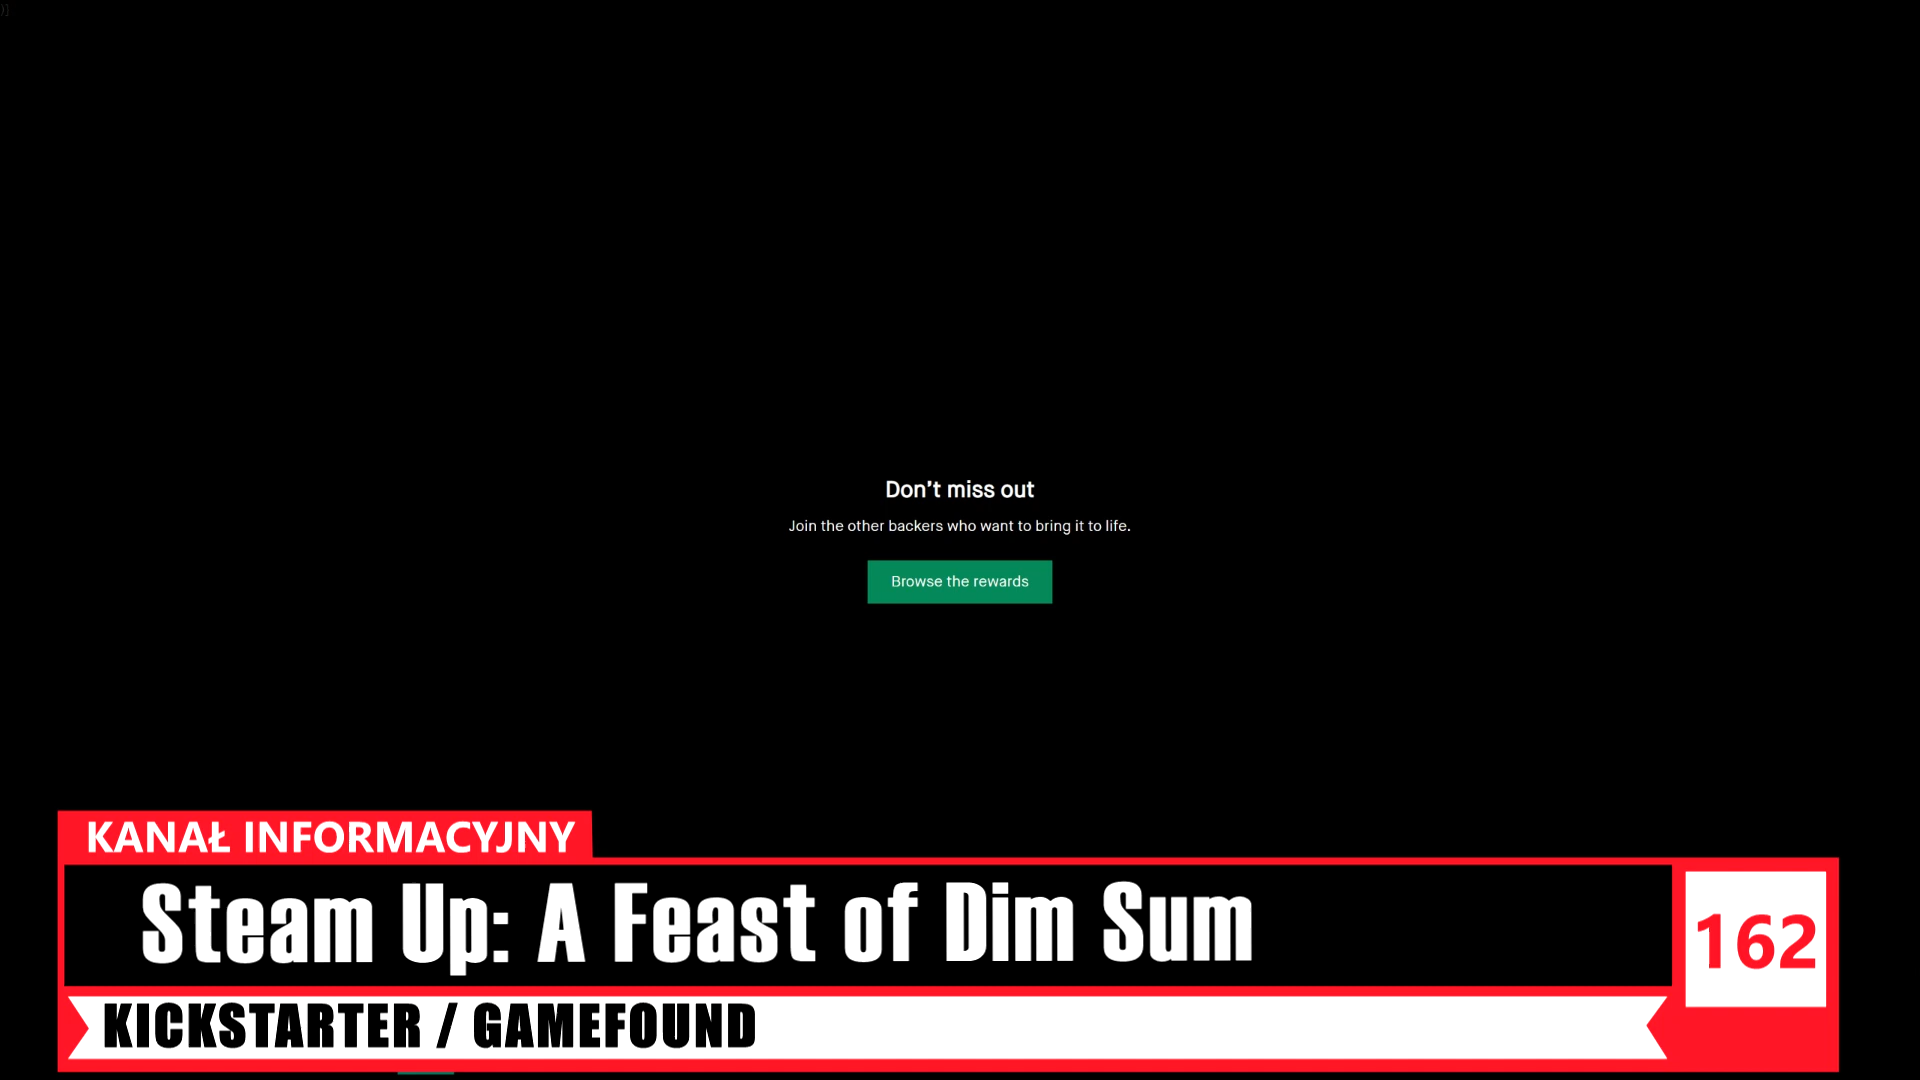 Don't miss out
Join the other backers who want to bring it to life.
Browse the rewards
KANAŁ INFORMACYJNY
Steam Up: A Feast of Dim Sum
162
KICKSTARTER / GAMEFOUND